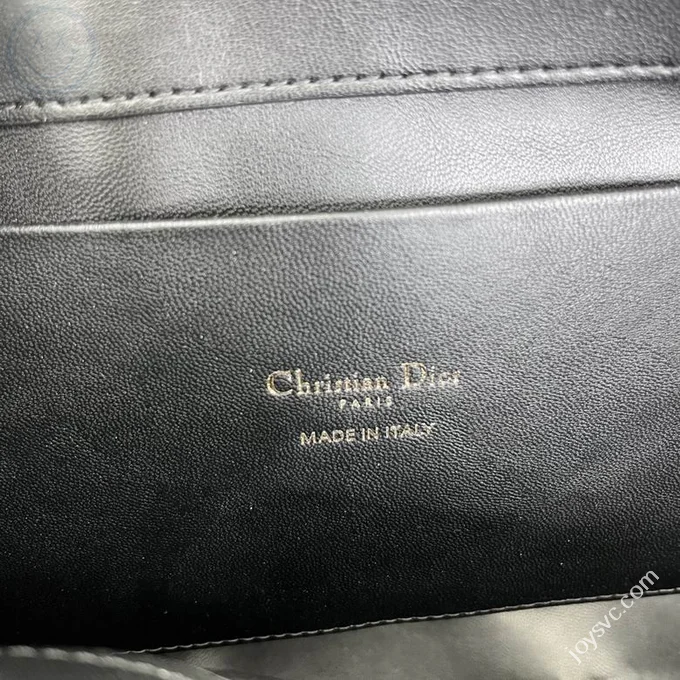 Christian Dior
PARIS
MADE IN ITALY
joysvc.com